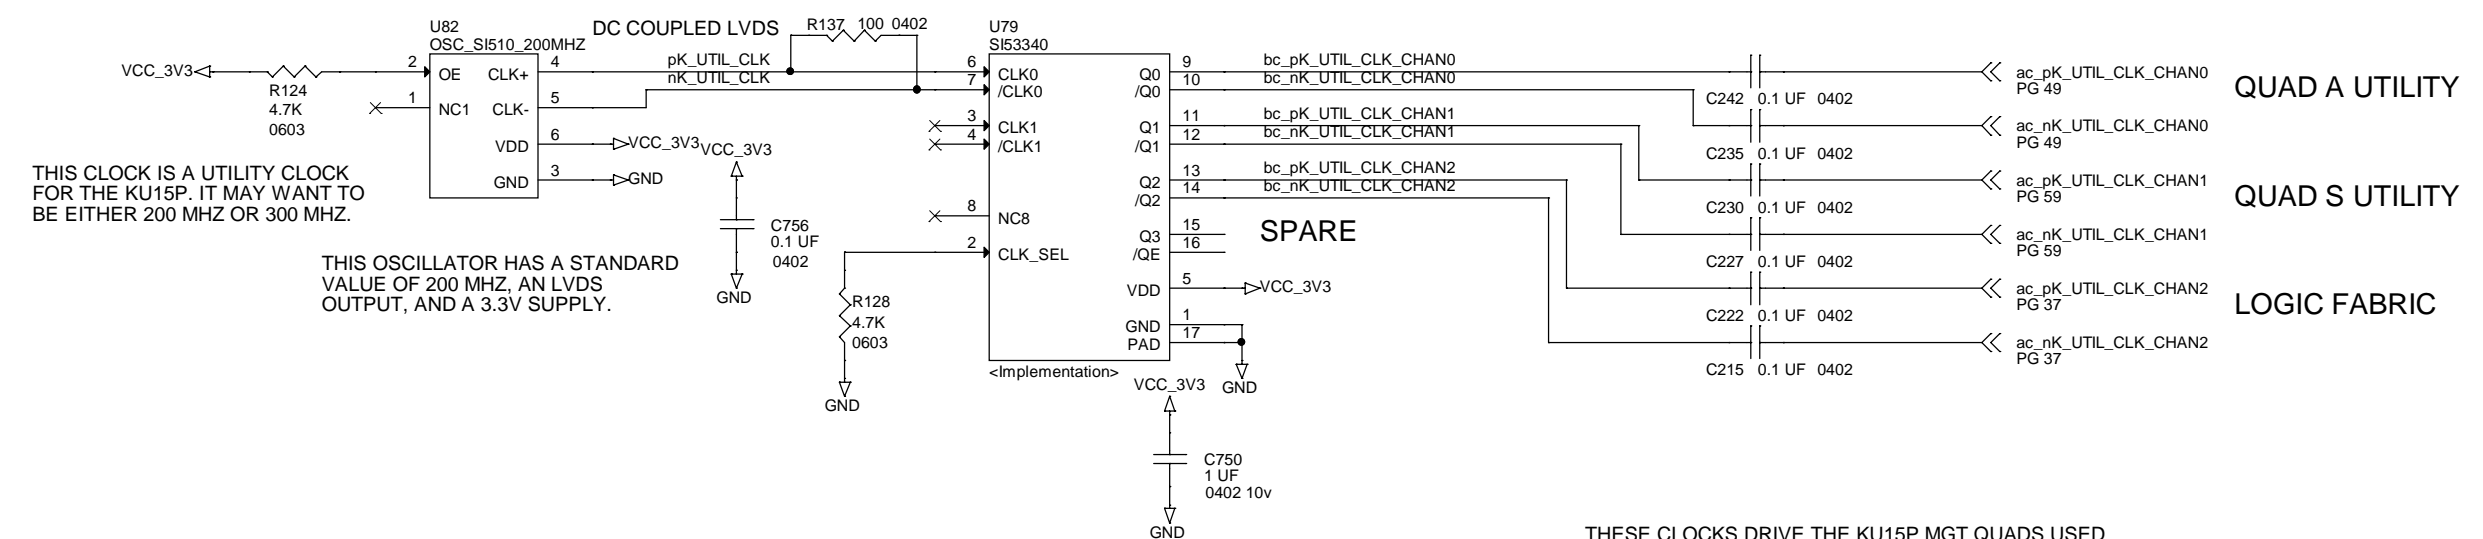 U82
OSC_SI510_200MHZ
DC COUPLED LVDS
R137 100 0402
U79
SI53340
VCC_3V3
R124
4.7K
0603
2
OE
CLK+
4
1
NC1
CLK-
5
VDD
6
VCC_3V3
GND
3
GND
pK_UTIL_CLK
nK_UTIL_CLK
THIS CLOCK IS A UTILITY CLOCK
FOR THE KU15P. IT MAY WANT TO
BE EITHER 200 MHZ OR 300 MHZ.
THIS OSCILLATOR HAS A STANDARD
VALUE OF 200 MHZ, AN LVDS
OUTPUT, AND A 3.3V SUPPLY.
VCC_3V3
C756
0.1 UF
0402
GND
R128
4.7K
0603
GND
6
CLK0
7
/CLK0
3
CLK1
4
/CLK1
8
NC8
2
CLK_SEL
Q0
9
/Q0
10
Q1
11
/Q1
12
Q2
13
/Q2
14
Q3
15
/QE
16
SPARE
VDD
5
VCC_3V3
GND
1
PAD
17
GND
<Implementation>
VCC_3V3
C750
1 UF
0402 10v
GND
bc_pK_UTIL_CLK_CHAN0
bc_nK_UTIL_CLK_CHAN0
bc_pK_UTIL_CLK_CHAN1
bc_nK_UTIL_CLK_CHAN1
bc_pK_UTIL_CLK_CHAN2
bc_nK_UTIL_CLK_CHAN2
C242 0.1 UF 0402
C235 0.1 UF 0402
C230 0.1 UF 0402
C227 0.1 UF 0402
C222 0.1 UF 0402
C215 0.1 UF 0402
ac_pK_UTIL_CLK_CHAN0
PG 49
ac_nK_UTIL_CLK_CHAN0
PG 49
ac_pK_UTIL_CLK_CHAN1
PG 59
ac_nK_UTIL_CLK_CHAN1
PG 59
ac_pK_UTIL_CLK_CHAN2
PG 37
ac_nK_UTIL_CLK_CHAN2
PG 37
QUAD A UTILITY
QUAD S UTILITY
LOGIC FABRIC
THESE CLOCKS DRIVE THE KU15P MGT QUADS USED